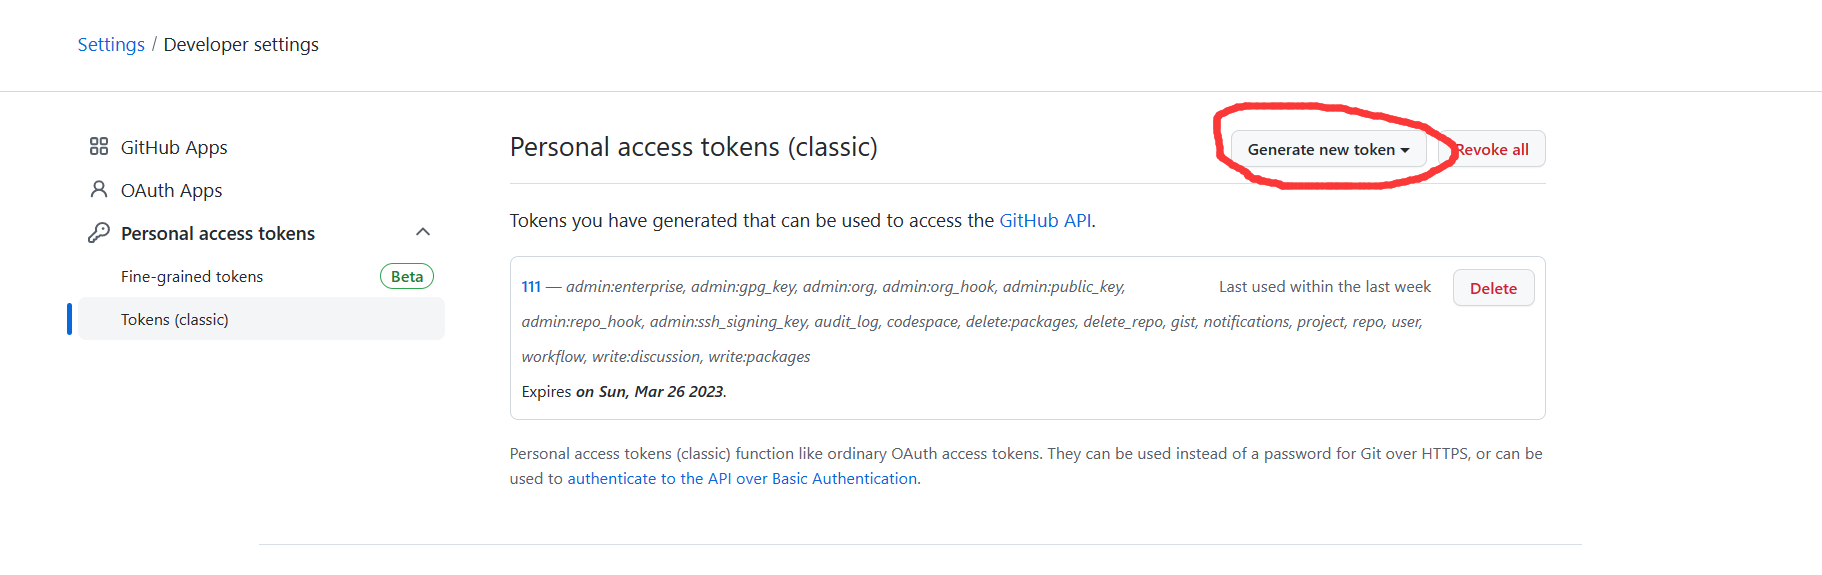 Settings / Developer settings
GitHub Apps
OAuth Apps
Personal access tokens
Fine-grained tokens Beta
Tokens (classic)
Personal access tokens (classic)
Generate new token
Revoke all
Tokens you have generated that can be used to access the GitHub API.
111 — admin:enterprise, admin:gpg_key, admin:org, admin:org_hook, admin:public_key,
admin:repo_hook, admin:ssh_signing_key, audit_log, codespace, delete:packages, delete_repo, gist, notifications, project, repo, user,
workflow, write:discussion, write:packages
Last used within the last week
Delete
Expires on Sun, Mar 26 2023.
Personal access tokens (classic) function like ordinary OAuth access tokens. They can be used instead of a password for Git over HTTPS, or can be
used to authenticate to the API over Basic Authentication.